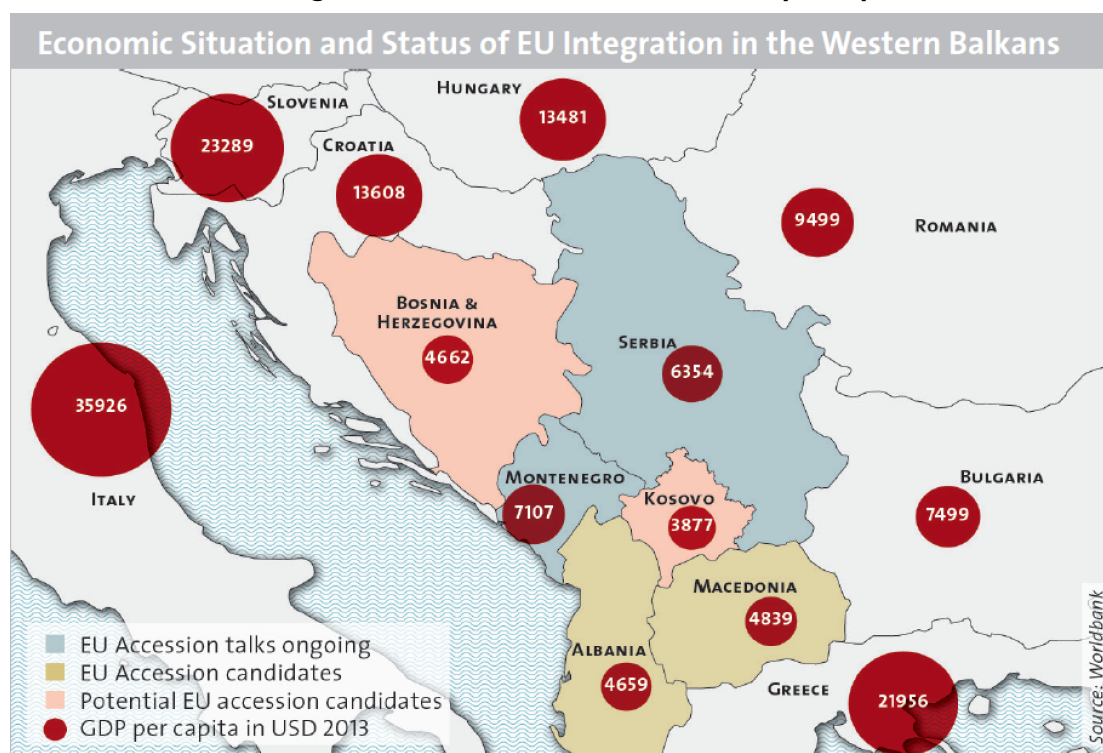 Economic Situation and Status of EU Integration in the Western Balkans
HUNGARY
13481
SLOVENIA
23289
CROATIA
13608
9499
ROMANIA
BOSNIA &
HERZEGOVINA
4662
SERBIA
6354
35926
ITALY
MONTENEGRO
7107
KOSOVO
3877
BULGARIA
7499
MACEDONIA
4839
ALBANIA
4659
GREECE
21956
EU Accession talks ongoing
EU Accession candidates
Potential EU accession candidates
GDP per capita in USD 2013
Source: Worldbank